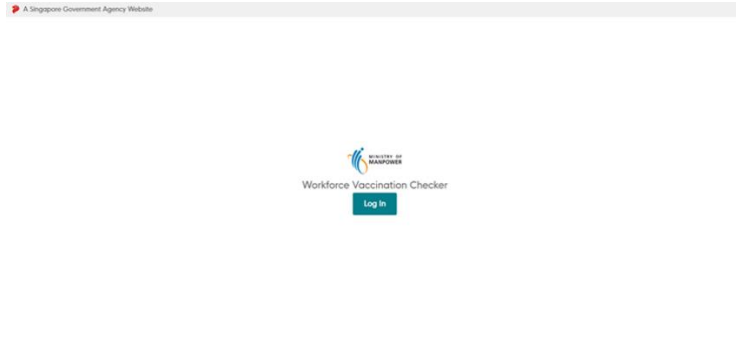 A Singapore Government Agency Website
MINISTRY OF
MANPOWER
Workforce Vaccination Checker
Log In